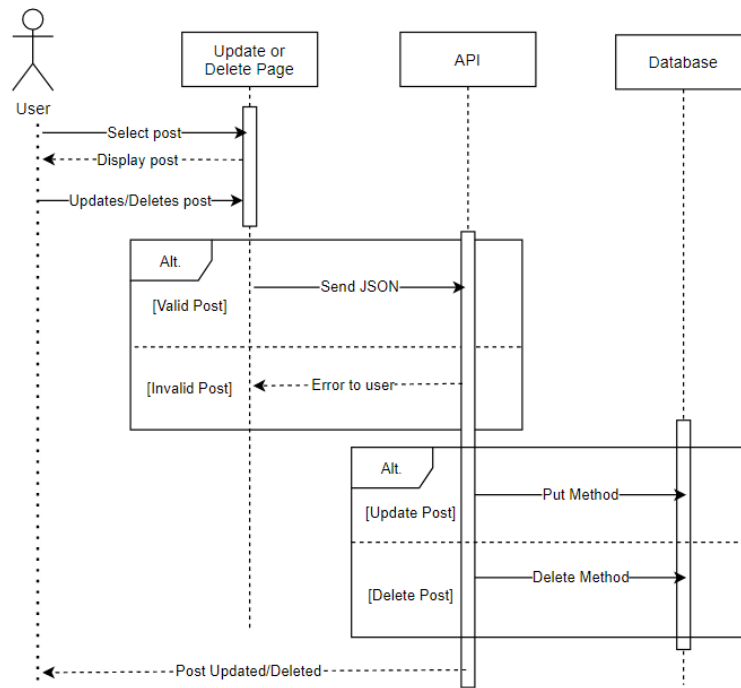 User
Update or
Delete Page
API
Database
Select post
Display post
Updates/Deletes post
Alt.
Send JSON
[Valid Post]
[Invalid Post]
Error to user
Alt.
Put Method
[Update Post]
Delete Method
[Delete Post]
Post Updated/Deleted